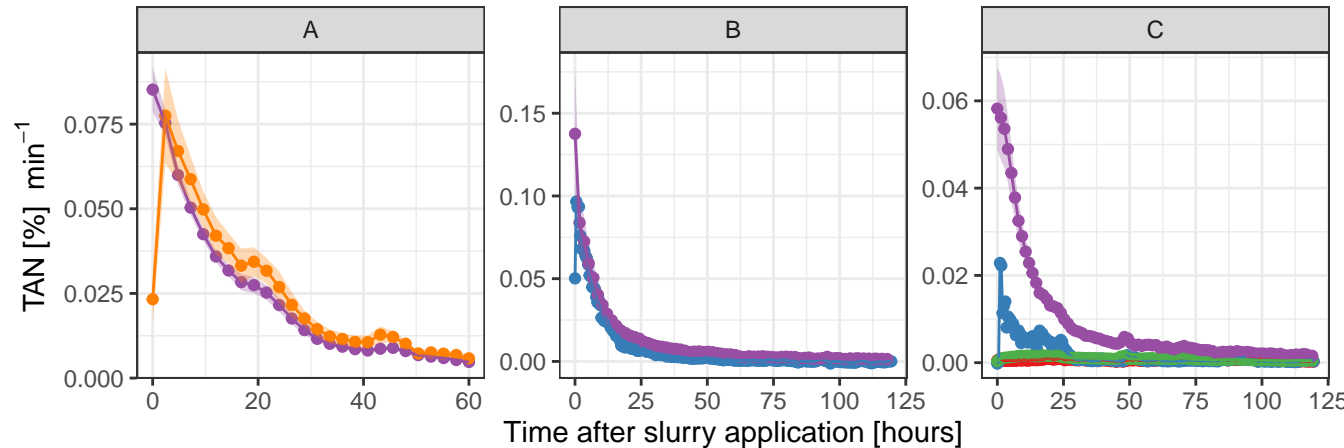 A B C
TAN [%] min⁻¹
0.075
0.050
0.025
0.000
0 20 40 60
0.15
0.10
0.05
0.00
0 25 50 75 100 125
0.06
0.04
0.02
0.00
0 25 50 75 100 125
Time after slurry application [hours]